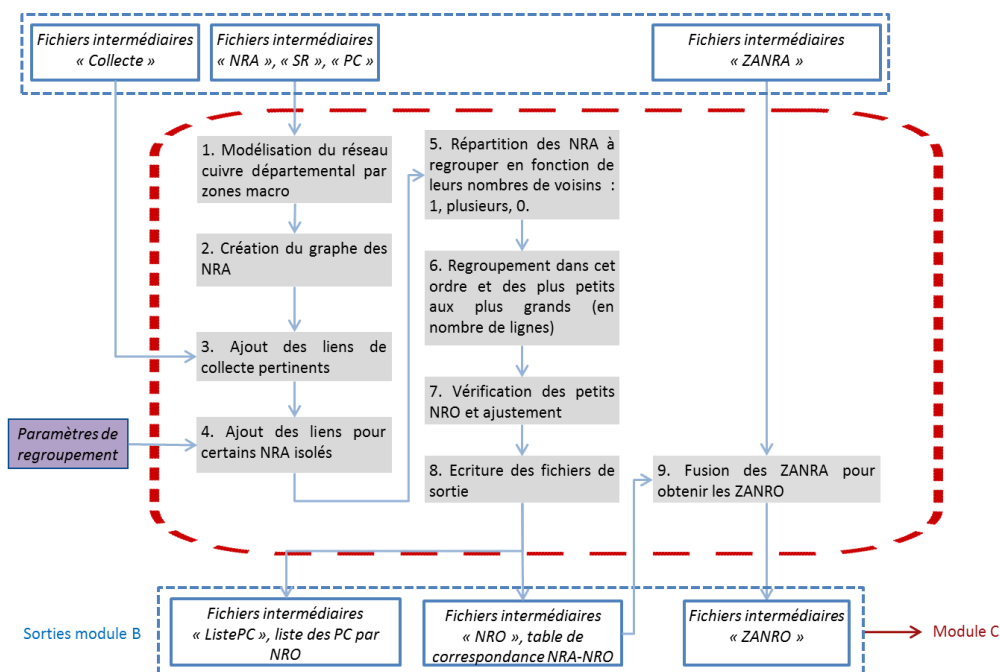 Fichiers intermédiaires
« Collecte »
Fichiers intermédiaires
« NRA », « SR », « PC »
Fichiers intermédiaires
« ZANRA »
1. Modélisation du réseau
cuivre départemental par
zones macro
2. Création du graphe des
NRA
3. Ajout des liens de
collecte pertinents
Paramètres de
regroupement
4. Ajout des liens pour
certains NRA isolés
5. Répartition des NRA à
regrouper en fonction de
leurs nombres de voisins :
1, plusieurs, 0.
6. Regroupement dans cet
ordre et des plus petits
aux plus grands (en
nombre de lignes)
7. Vérification des petits
NRO et ajustement
8. Ecriture des fichiers de
sortie
9. Fusion des ZANRA pour
obtenir les ZANRO
Sorties module B
Fichiers intermédiaires
« ListePC », liste des PC par
NRO
Fichiers intermédiaires
« NRO », table de
correspondance NRA-NRO
Fichiers intermédiaires
« ZANRO »
Module C